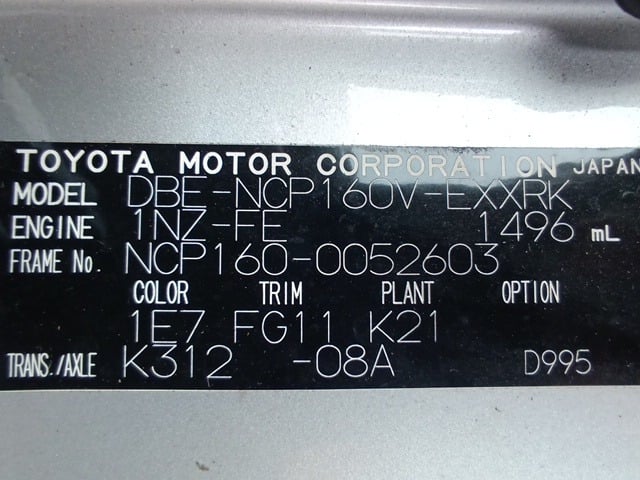 TOYOTA MOTOR CORPORATION JAPAN
MODEL DBE-NCP160V-EXXRK
ENGINE 1NZ-FE 1496 mL
FRAME No. NCP160-0052603
COLOR TRIM PLANT OPTION
1E7 FG11 K21
TRANS./AXLE K312 -08A D995